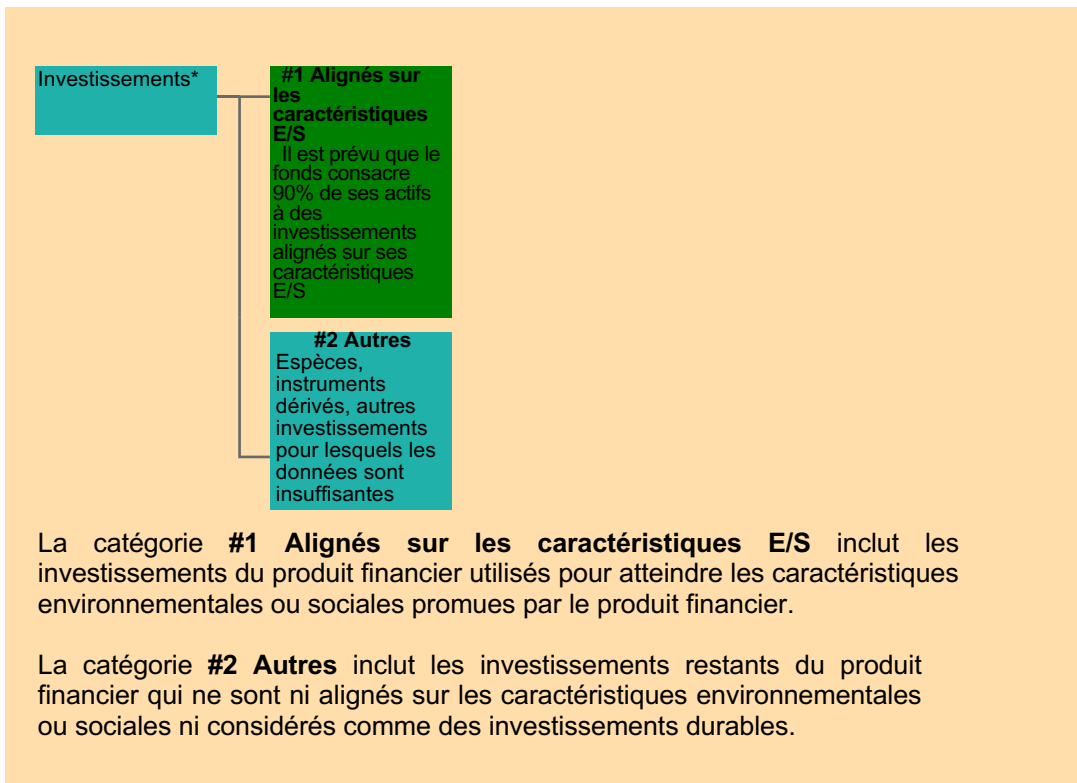 Investissements*
#1 Alignés sur
les
caractéristiques
E/S
Il est prévu que le
fonds consacre
90% de ses actifs
à des
investissements
alignés sur ses
caractéristiques
E/S
#2 Autres
Espèces,
instruments
dérivés, autres
investissements
pour lesquels les
données sont
insuffisantes
La catégorie #1 Alignés sur les caractéristiques E/S inclut les
investissements du produit financier utilisés pour atteindre les caractéristiques
environnementales ou sociales promues par le produit financier.
La catégorie #2 Autres inclut les investissements restants du produit
financier qui ne sont ni alignés sur les caractéristiques environnementales
ou sociales ni considérés comme des investissements durables.